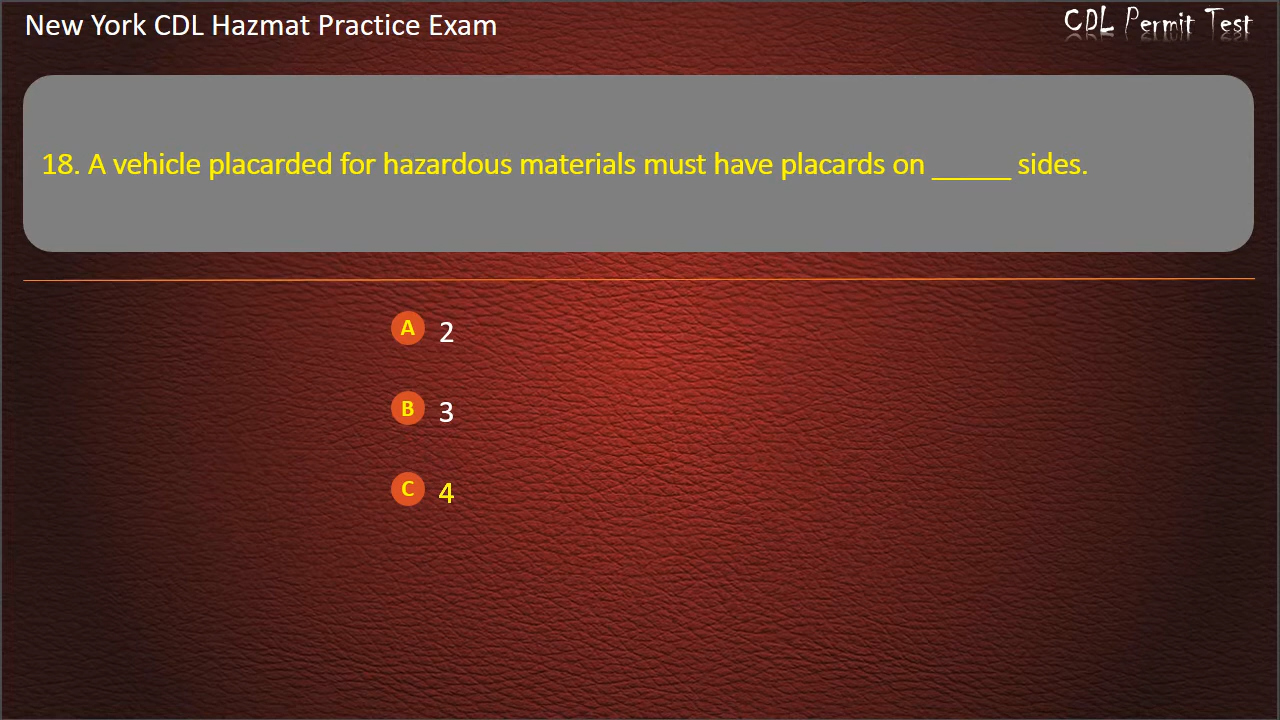 New York CDL Hazmat Practice Exam
CDL Permit Test
18. A vehicle placarded for hazardous materials must have placards on _____ sides.
A 2
B 3
C 4